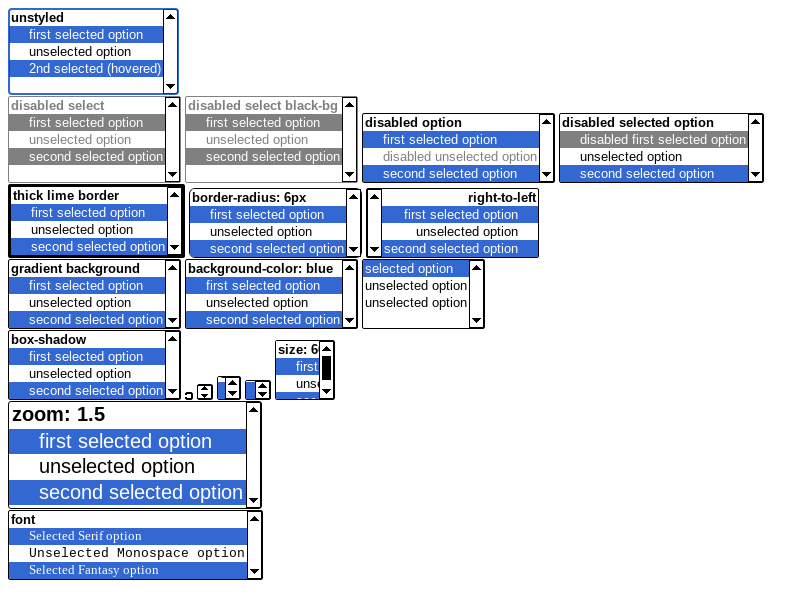 unstyled
first selected option
unselected option
2nd selected (hovered)
disabled select
first selected option
unselected option
second selected option
disabled select black-bg
first selected option
unselected option
second selected option
disabled option
first selected option
disabled unselected option
second selected option
disabled selected option
disabled first selected option
unselected option
second selected option
thick lime border
first selected option
unselected option
second selected option
border-radius: 6px
first selected option
unselected option
second selected option
right-to-left
first selected option
unselected option
second selected option
gradient background
first selected option
unselected option
second selected option
background-color: blue
first selected option
unselected option
second selected option
selected option
unselected option
unselected option
box-shadow
first selected option
unselected option
second selected option
size: 6
first
uns
zoom: 1.5
first selected option
unselected option
second selected option
font
Selected Serif option
Unselected Monospace option
Selected Fantasy option